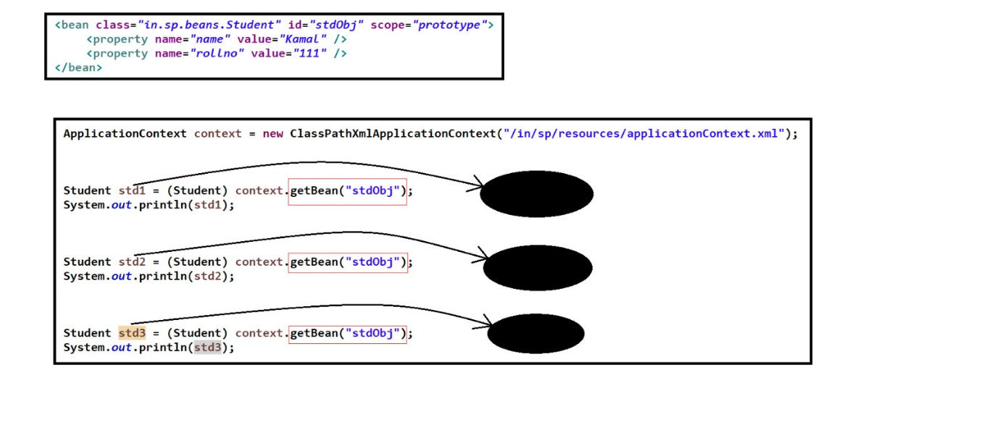 <bean class="in.sp.beans.Student" id="stdObj" scope="prototype">
<property name="name" value="Kamal" />
<property name="rollno" value="111" />
</bean>
ApplicationContext context = new ClassPathXmlApplicationContext("/in/sp/resources/applicationContext.xml");
Student std1 = (Student) context.getBean("stdObj");
System.out.println(std1);
Student std2 = (Student) context.getBean("stdObj");
System.out.println(std2);
Student std3 = (Student) context.getBean("stdObj");
System.out.println(std3);